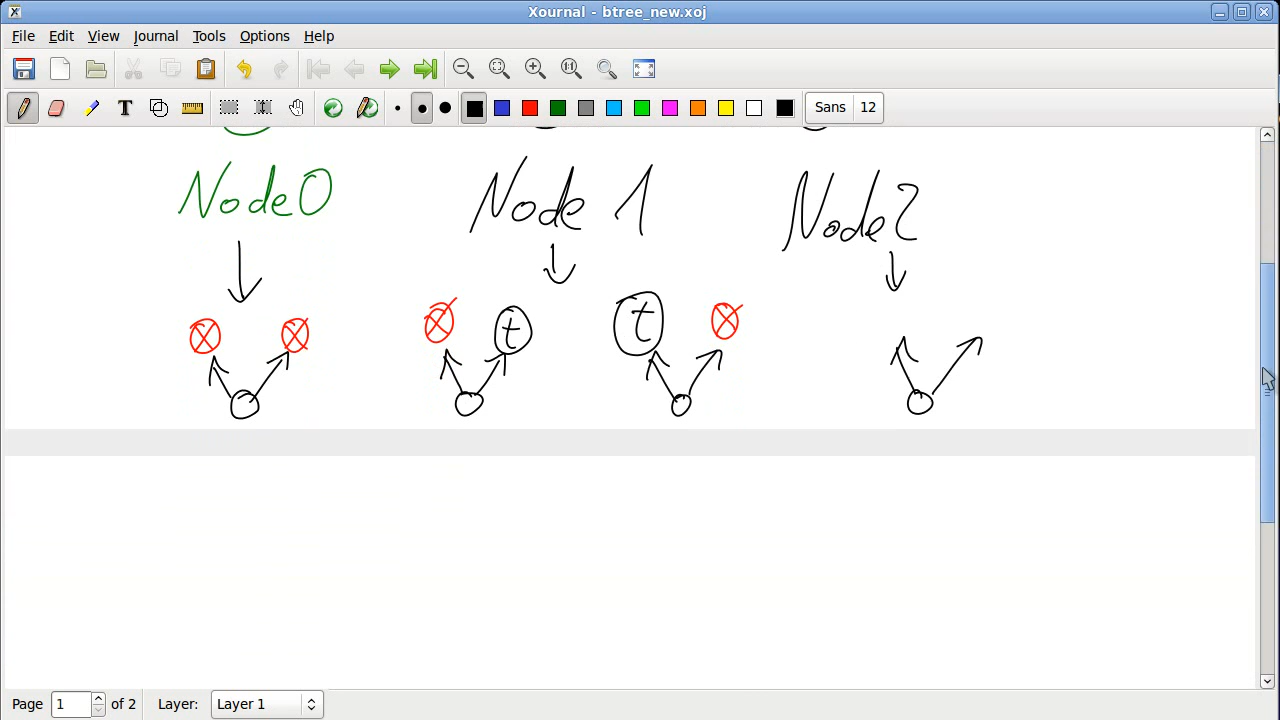 Xournal - btree_new.xoj
File Edit View Journal Tools Options Help
T Sans 12
Node0 Node 1 Node2
t t
Page 1 of 2 Layer: Layer 1